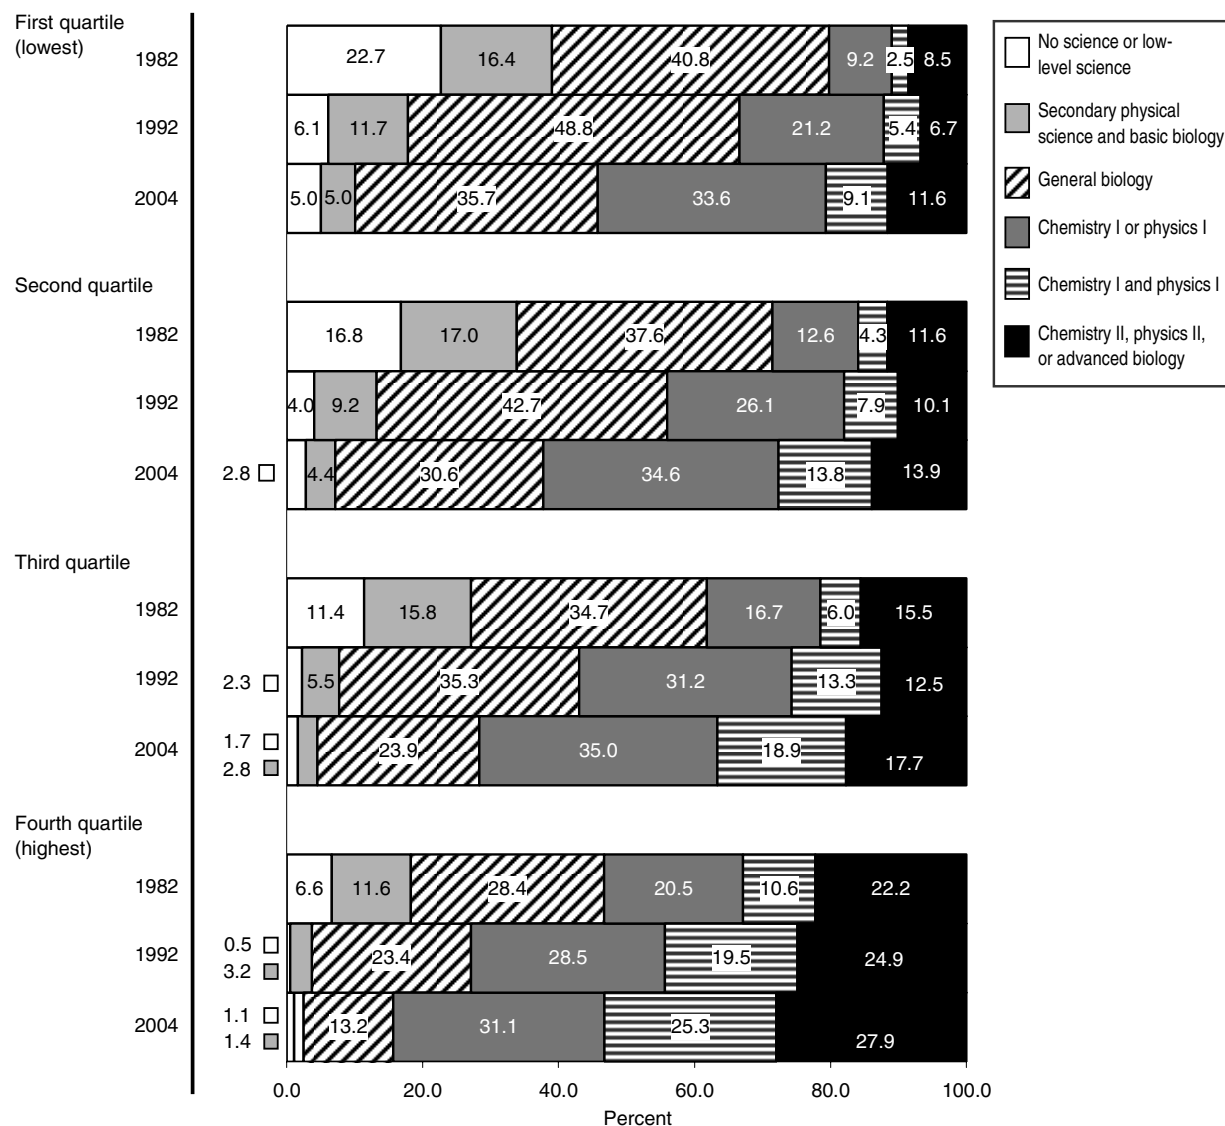 First quartile
(lowest)
1982
22.7 16.4 40.8 9.2 2.5 8.5
1992
6.1 11.7 48.8 21.2 5.4 6.7
2004
5.0 5.0 35.7 33.6 9.1 11.6
Second quartile
1982
16.8 17.0 37.6 12.6 4.3 11.6
1992
4.0 9.2 42.7 26.1 7.9 10.1
2004
2.8 4.4 30.6 34.6 13.8 13.9
Third quartile
1982
11.4 15.8 34.7 16.7 6.0 15.5
1992
2.3 5.5 35.3 31.2 13.3 12.5
2004
1.7
2.8
23.9 35.0 18.9 17.7
Fourth quartile
(highest)
1982
6.6 11.6 28.4 20.5 10.6 22.2
1992
0.5
3.2
23.4 28.5 19.5 24.9
2004
1.1
1.4
13.2 31.1 25.3 27.9
0.0 20.0 40.0 60.0 80.0 100.0
Percent
No science or low-
level science
Secondary physical
science and basic biology
General biology
Chemistry I or physics I
Chemistry I and physics I
Chemistry II, physics II,
or advanced biology